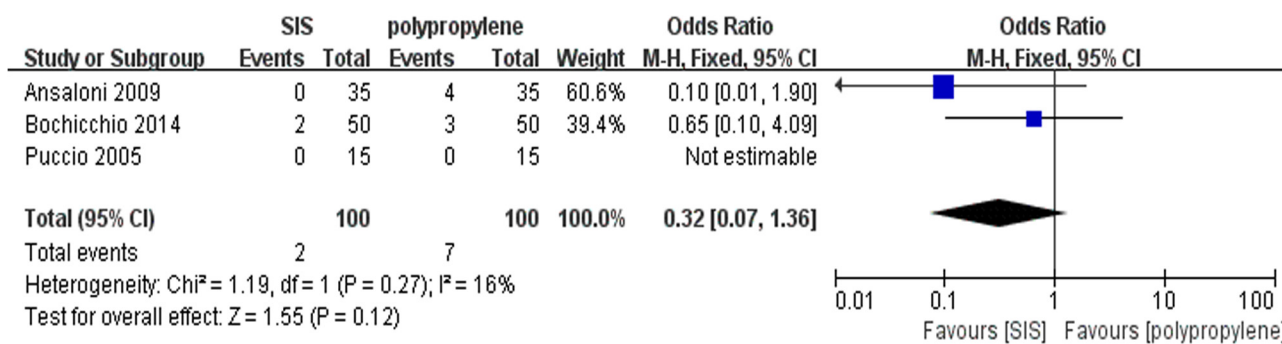 SIS polypropylene Odds Ratio Odds Ratio
Study or Subgroup Events Total Events Total Weight M-H, Fixed, 95% CI M-H, Fixed, 95% CI
Ansaloni 2009 0 35 4 35 60.6% 0.10 [0.01, 1.90]
Bochicchio 2014 2 50 3 50 39.4% 0.65 [0.10, 4.09]
Puccio 2005 0 15 0 15 Not estimable
Total (95% CI) 100 100 100.0% 0.32 [0.07, 1.36]
Total events 2 7
Heterogeneity: Chi² = 1.19, df = 1 (P = 0.27); I² = 16%
Test for overall effect: Z = 1.55 (P = 0.12)
0.01 0.1 1 10 100
Favours [SIS] Favours [polypropylene]